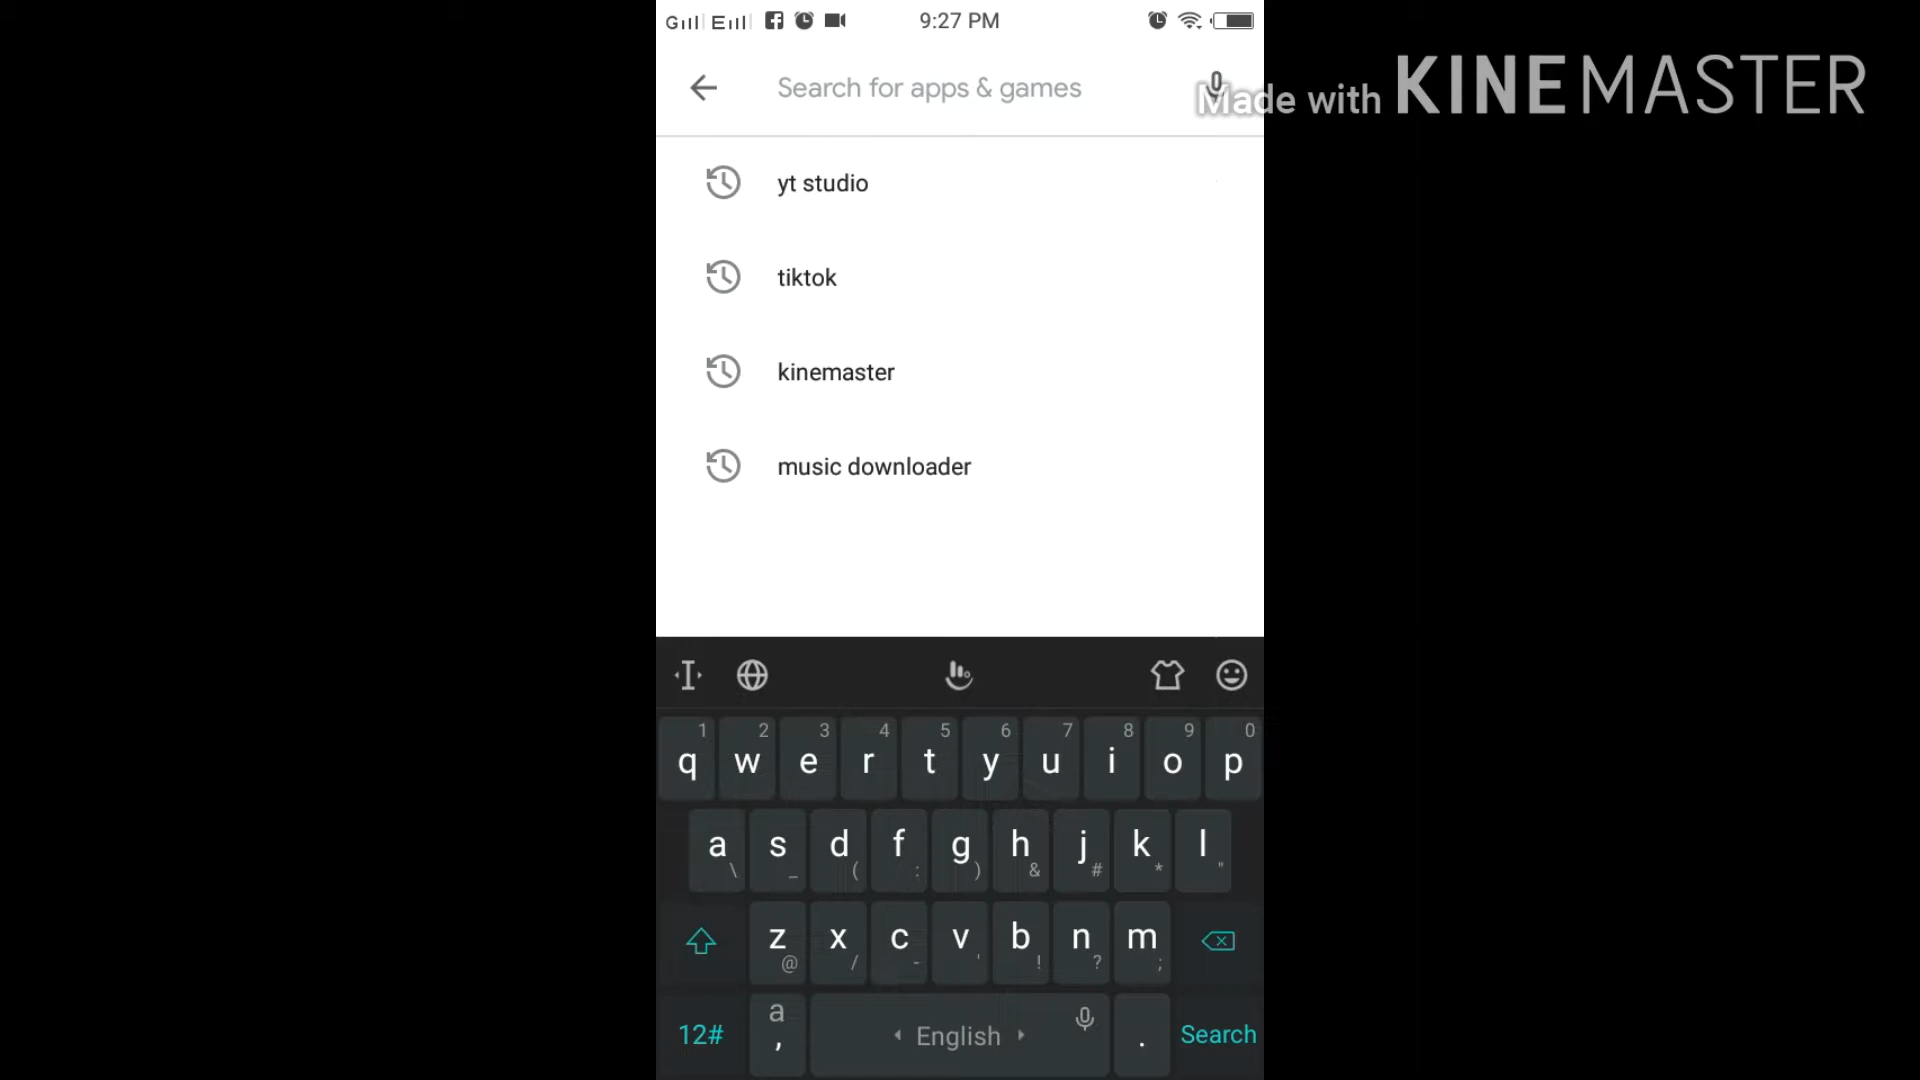 9:27 PM
Search for apps & games
Made with KINEMASTER
yt studio
tiktok
kinemaster
music downloader
1 2 3 4 5 6 7 8 9 0
q w e r t y u i o p
a s d f g h j k l
\ _ ( : ) & # * "
z x c v b n m
@ / - ' ! ? ;
12# a , English . Search